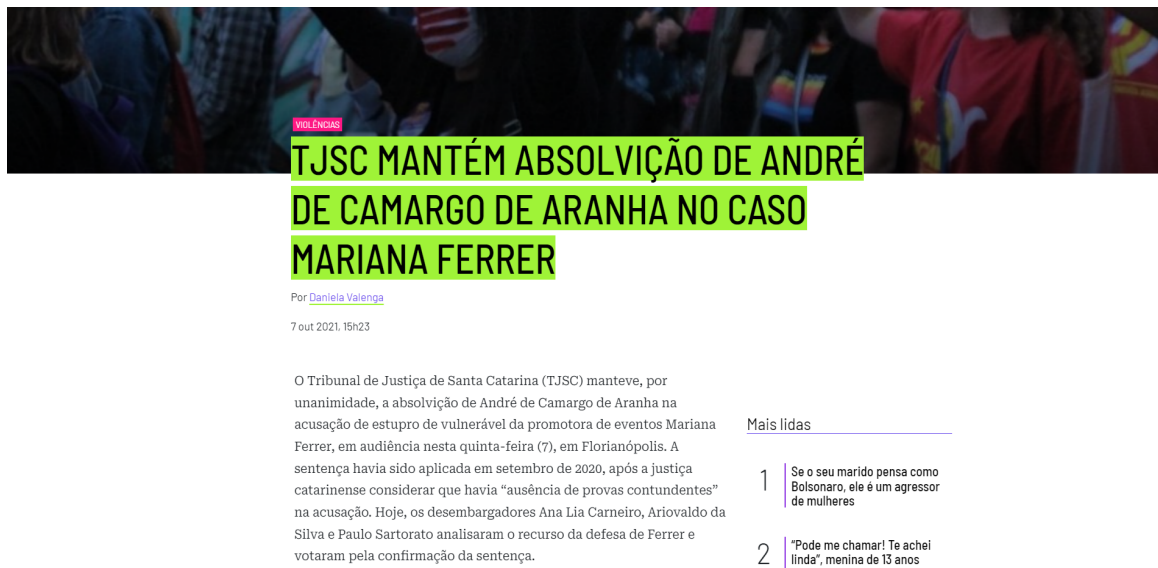 VIOLÊNCIAS
TJSC MANTÉM ABSOLVIÇÃO DE ANDRÉ
DE CAMARGO DE ARANHA NO CASO
MARIANA FERRER
Por Daniela Valenga
7 out 2021, 15h23
O Tribunal de Justiça de Santa Catarina (TJSC) manteve, por
unanimidade, a absolvição de André de Camargo de Aranha na
acusação de estupro de vulnerável da promotora de eventos Mariana
Ferrer, em audiência nesta quinta-feira (7), em Florianópolis. A
sentença havia sido aplicada em setembro de 2020, após a justiça
catarinense considerar que havia “ausência de provas contundentes”
na acusação. Hoje, os desembargadores Ana Lia Carneiro, Ariovaldo da
Silva e Paulo Sartorato analisaram o recurso da defesa de Ferrer e
votaram pela confirmação da sentença.
Mais lidas
1
Se o seu marido pensa como
Bolsonaro, ele é um agressor
de mulheres
2
“Pode me chamar! Te achei
linda”, menina de 13 anos